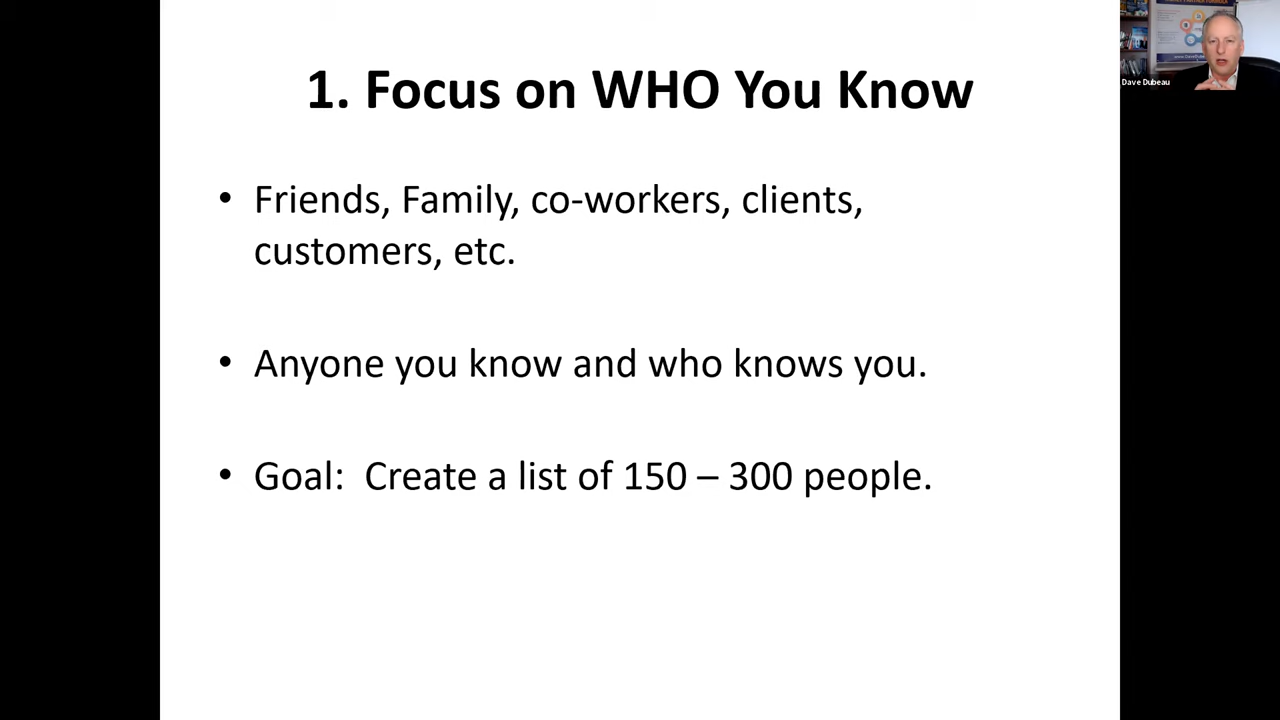 1. Focus on WHO You Know
• Friends, Family, co-workers, clients,
customers, etc.
• Anyone you know and who knows you.
• Goal:  Create a list of 150 – 300 people.
Dave Dubeau